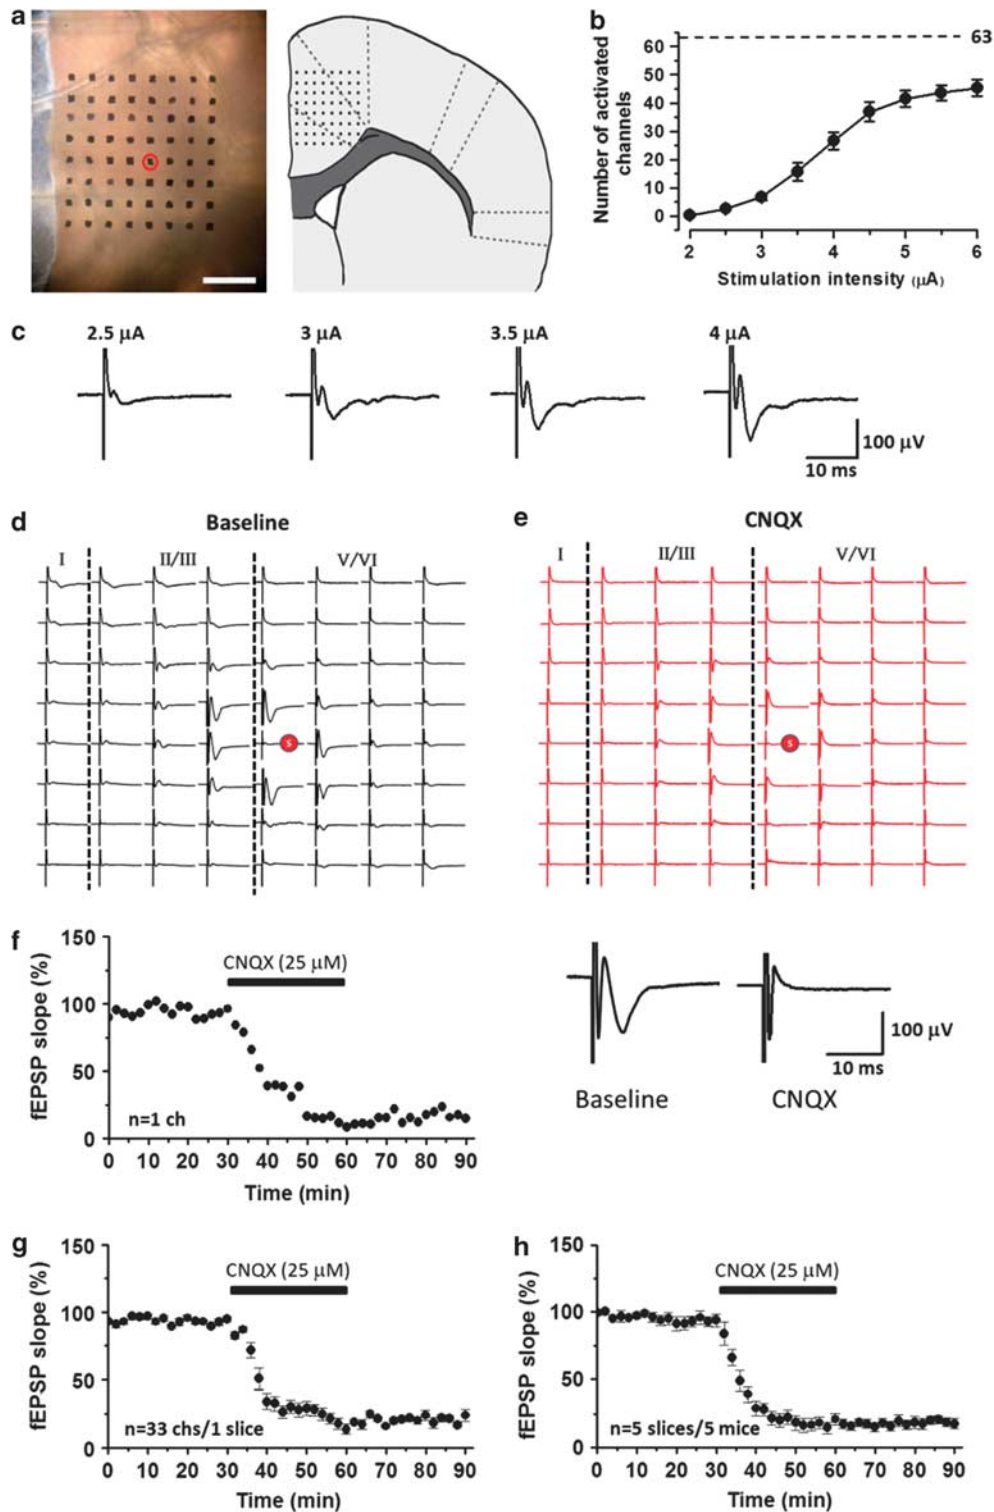 a
b
Number of activated
channels
63
60
50
40
30
20
10
0
2
3
4
5
6
Stimulation intensity (µA)
c
2.5 µA
3 µA
3.5 µA
4 µA
100 µV
10 ms
d
Baseline
I
II/III
V/VI
S
e
CNQX
I
II/III
V/VI
S
f
fEPSP slope (%)
150
100
50
0
CNQX (25 µM)
n=1 ch
0 10 20 30 40 50 60 70 80 90
Time (min)
Baseline
CNQX
100 µV
10 ms
g
fEPSP slope (%)
150
100
50
0
CNQX (25 µM)
n=33 chs/1 slice
0 10 20 30 40 50 60 70 80 90
Time (min)
h
fEPSP slope (%)
150
100
50
0
CNQX (25 µM)
n=5 slices/5 mice
0 10 20 30 40 50 60 70 80 90
Time (min)